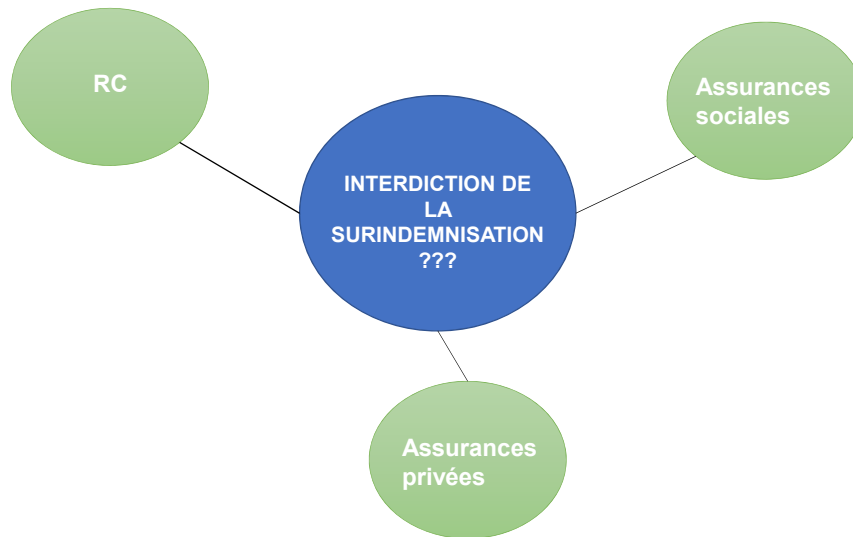 RC
Assurances
sociales
INTERDICTION DE
LA
SURINDEMNISATION
???
Assurances
privées